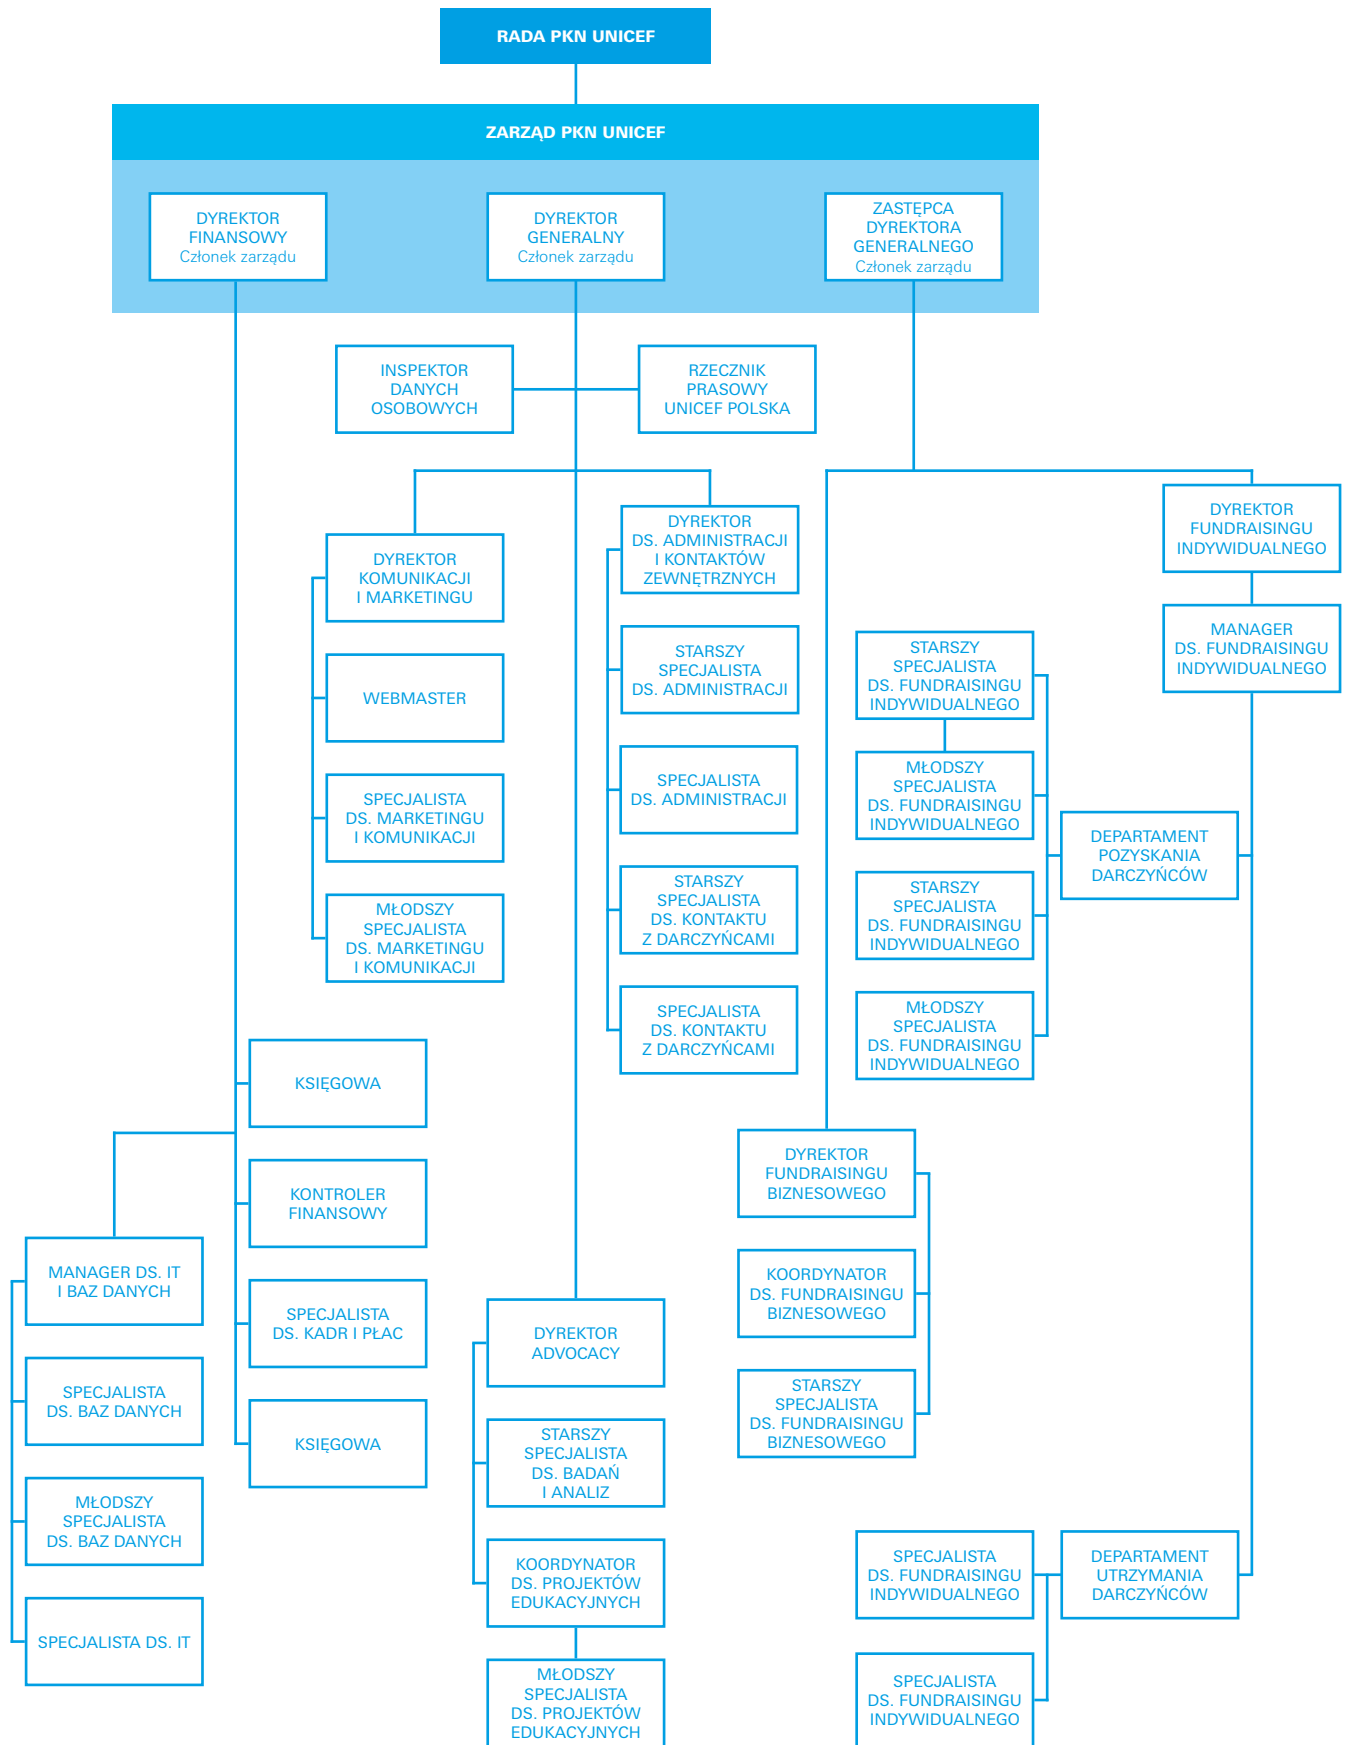 RADA PKN UNICEF
ZARZĄD PKN UNICEF
DYREKTOR
FINANSOWY
Członek zarządu
DYREKTOR
GENERALNY
Członek zarządu
ZASTĘPCA
DYREKTORA
GENERALNEGO
Członek zarządu
INSPEKTOR
DANYCH
OSOBOWYCH
RZECZNIK
PRASOWY
UNICEF POLSKA
DYREKTOR
KOMUNIKACJI
I MARKETINGU
WEBMASTER
SPECJALISTA
DS. MARKETINGU
I KOMUNIKACJI
MŁODSZY
SPECJALISTA
DS. MARKETINGU
I KOMUNIKACJI
DYREKTOR
DS. ADMINISTRACJI
I KONTAKTÓW
ZEWNĘTRZNYCH
STARSZY
SPECJALISTA
DS. ADMINISTRACJI
SPECJALISTA
DS. ADMINISTRACJI
STARSZY
SPECJALISTA
DS. KONTAKTU
Z DARCZYŃCAMI
SPECJALISTA
DS. KONTAKTU
Z DARCZYŃCAMI
DYREKTOR
FUNDRAISINGU
INDYWIDUALNEGO
MANAGER
DS. FUNDRAISINGU
INDYWIDUALNEGO
STARSZY
SPECJALISTA
DS. FUNDRAISINGU
INDYWIDUALNEGO
MŁODSZY
SPECJALISTA
DS. FUNDRAISINGU
INDYWIDUALNEGO
DEPARTAMENT
POZYSKANIA
DARCZYŃCÓW
STARSZY
SPECJALISTA
DS. FUNDRAISINGU
INDYWIDUALNEGO
MŁODSZY
SPECJALISTA
DS. FUNDRAISINGU
INDYWIDUALNEGO
KSIĘGOWA
KONTROLER
FINANSOWY
SPECJALISTA
DS. KADR I PŁAC
KSIĘGOWA
MANAGER DS. IT
I BAZ DANYCH
SPECJALISTA
DS. BAZ DANYCH
MŁODSZY
SPECJALISTA
DS. BAZ DANYCH
SPECJALISTA DS. IT
DYREKTOR
ADVOCACY
STARSZY
SPECJALISTA
DS. BADAŃ
I ANALIZ
KOORDYNATOR
DS. PROJEKTÓW
EDUKACYJNYCH
MŁODSZY
SPECJALISTA
DS. PROJEKTÓW
EDUKACYJNYCH
DYREKTOR
FUNDRAISINGU
BIZNESOWEGO
KOORDYNATOR
DS. FUNDRAISINGU
BIZNESOWEGO
STARSZY
SPECJALISTA
DS. FUNDRAISINGU
BIZNESOWEGO
SPECJALISTA
DS. FUNDRAISINGU
INDYWIDUALNEGO
DEPARTAMENT
UTRZYMANIA
DARCZYŃCÓW
SPECJALISTA
DS. FUNDRAISINGU
INDYWIDUALNEGO